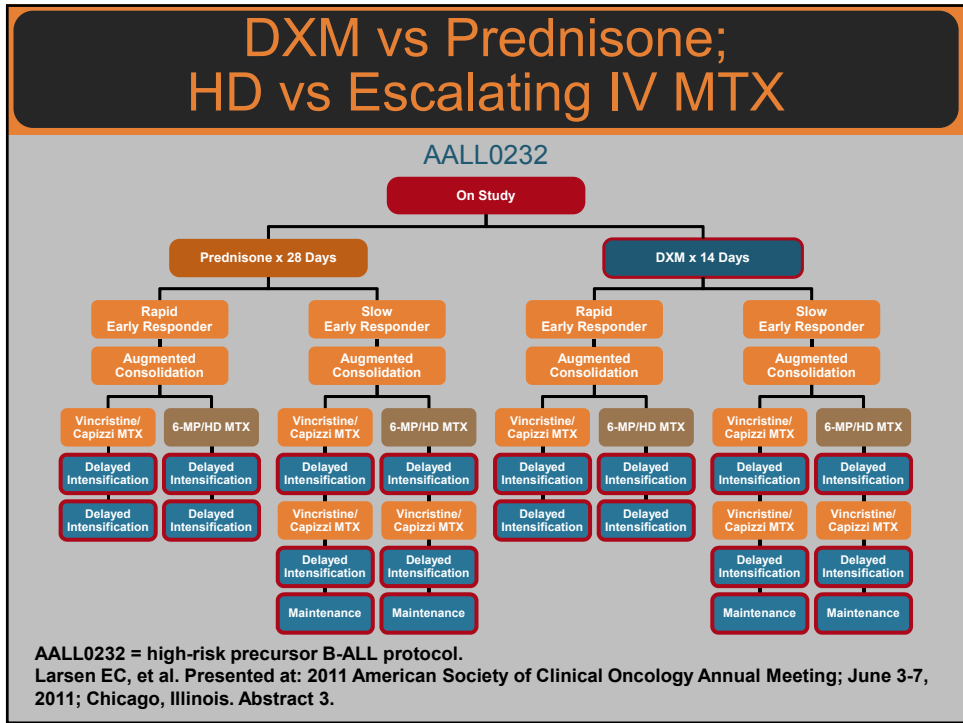 DXM vs Prednisone;
HD vs Escalating IV MTX
AALL0232
On Study
Prednisone x 28 Days
DXM x 14 Days
Rapid
Early Responder
Slow
Early Responder
Rapid
Early Responder
Slow
Early Responder
Augmented
Consolidation
Augmented
Consolidation
Augmented
Consolidation
Augmented
Consolidation
Vincristine/
Capizzi MTX
6-MP/HD MTX
Vincristine/
Capizzi MTX
6-MP/HD MTX
Vincristine/
Capizzi MTX
6-MP/HD MTX
Vincristine/
Capizzi MTX
6-MP/HD MTX
Delayed
Intensification
Delayed
Intensification
Delayed
Intensification
Delayed
Intensification
Delayed
Intensification
Delayed
Intensification
Delayed
Intensification
Delayed
Intensification
Delayed
Intensification
Delayed
Intensification
Vincristine/
Capizzi MTX
Vincristine/
Capizzi MTX
Delayed
Intensification
Delayed
Intensification
Vincristine/
Capizzi MTX
Vincristine/
Capizzi MTX
Delayed
Intensification
Delayed
Intensification
Delayed
Intensification
Delayed
Intensification
Maintenance
Maintenance
Maintenance
Maintenance
AALL0232 = high-risk precursor B-ALL protocol.
Larsen EC, et al. Presented at: 2011 American Society of Clinical Oncology Annual Meeting; June 3-7,
2011; Chicago, Illinois. Abstract 3.